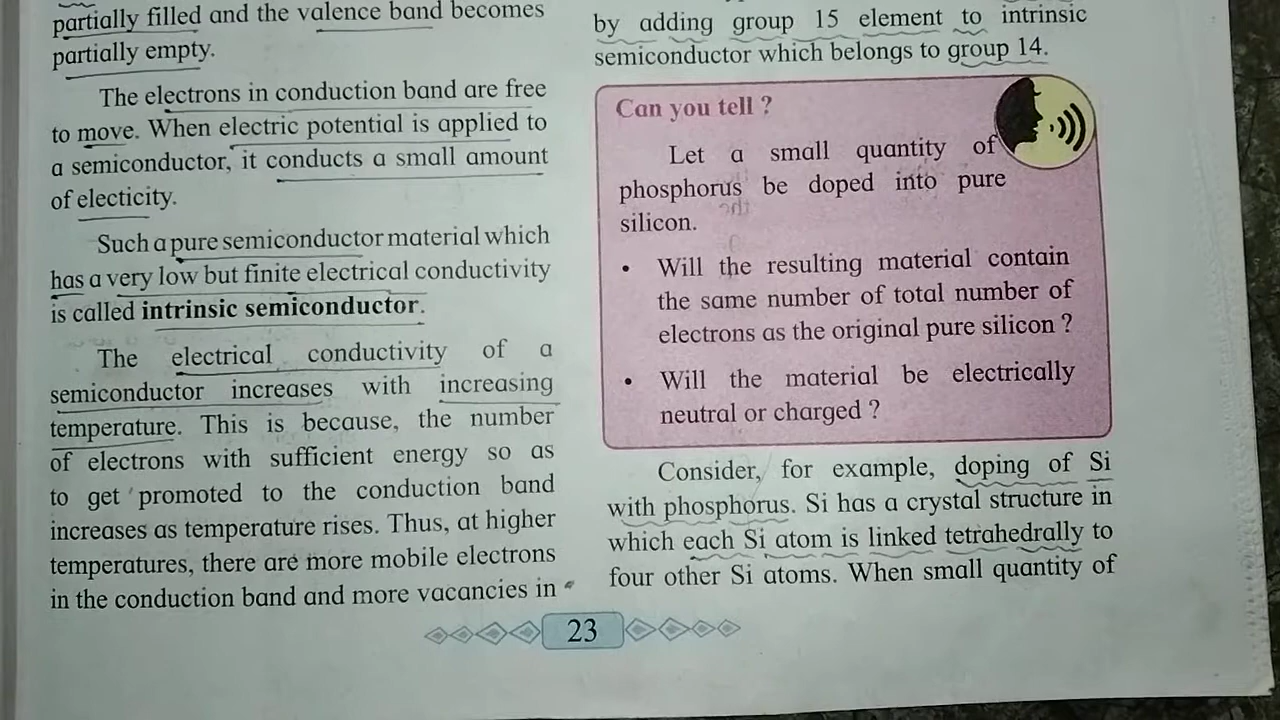 partially filled and the valence band becomes
partially empty.
The electrons in conduction band are free
to move. When electric potential is applied to
a semiconductor, it conducts a small amount
of electicity.
Such a pure semiconductor material which
has a very low but finite electrical conductivity
is called intrinsic semiconductor.
The electrical conductivity of a
semiconductor increases with increasing
temperature. This is because, the number
of electrons with sufficient energy so as
to get promoted to the conduction band
increases as temperature rises. Thus, at higher
temperatures, there are more mobile electrons
in the conduction band and more vacancies in
by adding group 15 element to intrinsic
semiconductor which belongs to group 14.
Can you tell ?
Let a small quantity of
phosphorus be doped into pure
silicon.
• Will the resulting material contain
the same number of total number of
electrons as the original pure silicon ?
• Will the material be electrically
neutral or charged ?
Consider, for example, doping of Si
with phosphorus. Si has a crystal structure in
which each Si atom is linked tetrahedrally to
four other Si atoms. When small quantity of
23